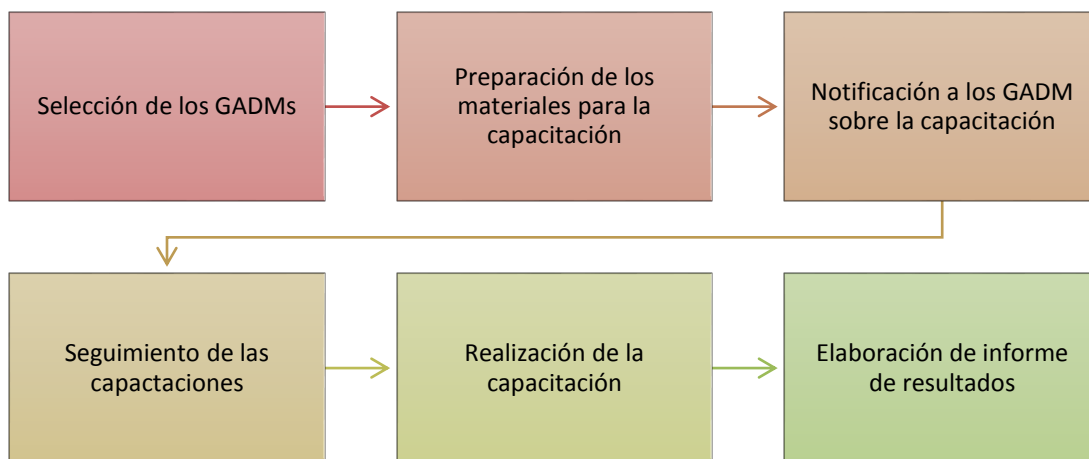 Selección de los GADMs
Preparación de los
materiales para la
capacitación
Notificación a los GADM
sobre la capacitación
Seguimiento de las
capactaciones
Realización de la
capacitación
Elaboración de informe
de resultados